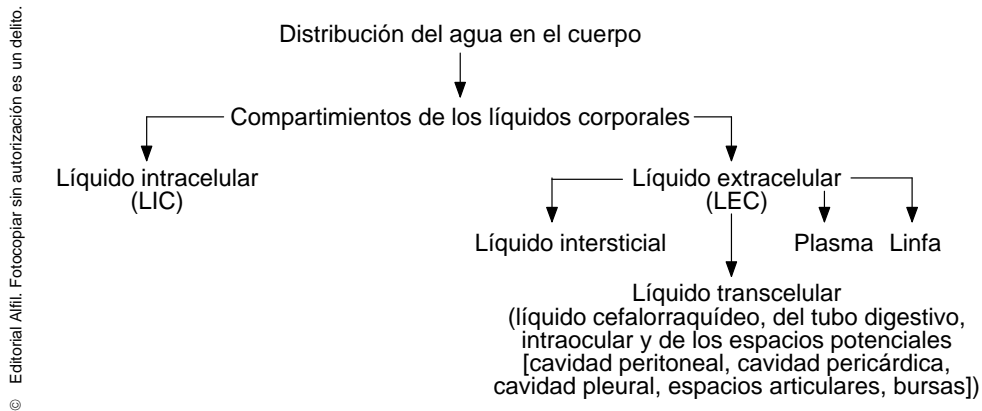 © Editorial Alfil. Fotocopiar sin autorización es un delito.
Distribución del agua en el cuerpo
Compartimientos de los líquidos corporales
Líquido intracelular
(LIC)
Líquido extracelular
(LEC)
Líquido intersticial
Plasma
Linfa
Líquido transcelular
(líquido cefalorraquídeo, del tubo digestivo,
intraocular y de los espacios potenciales
[cavidad peritoneal, cavidad pericárdica,
cavidad pleural, espacios articulares, bursas])